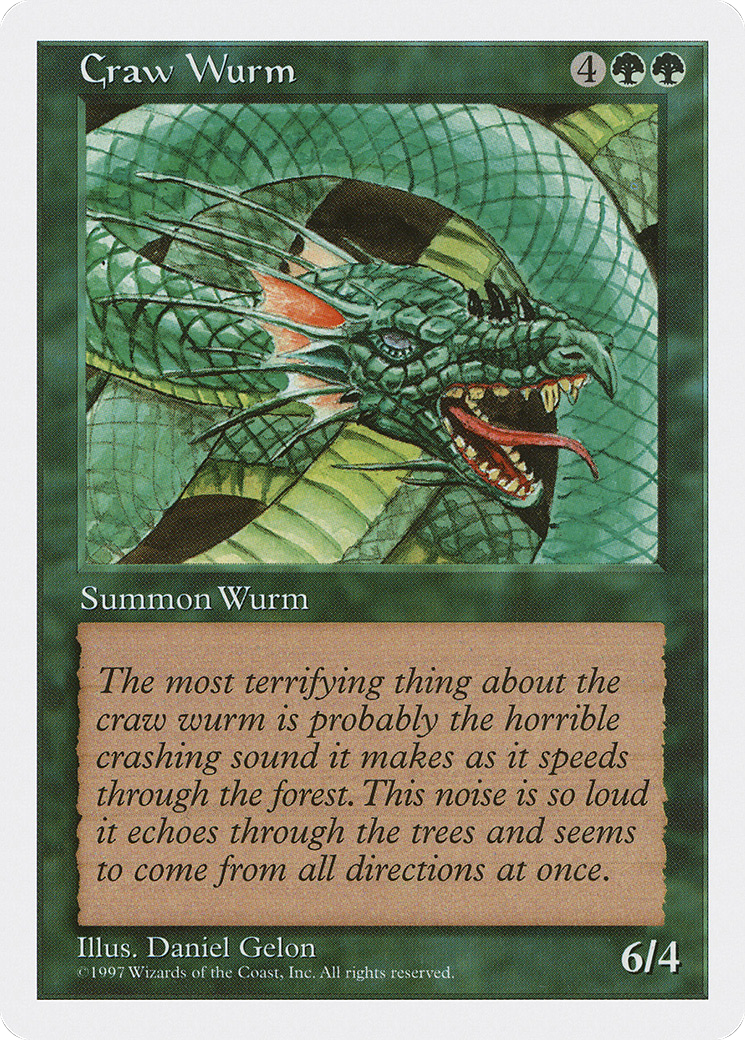 Craw Wurm 4
Summon Wurm
The most terrifying thing about the
craw wurm is probably the horrible
crashing sound it makes as it speeds
through the forest. This noise is so loud
it echoes through the trees and seems
to come from all directions at once.
Illus. Daniel Gelon
©1997 Wizards of the Coast, Inc. All rights reserved.
6/4